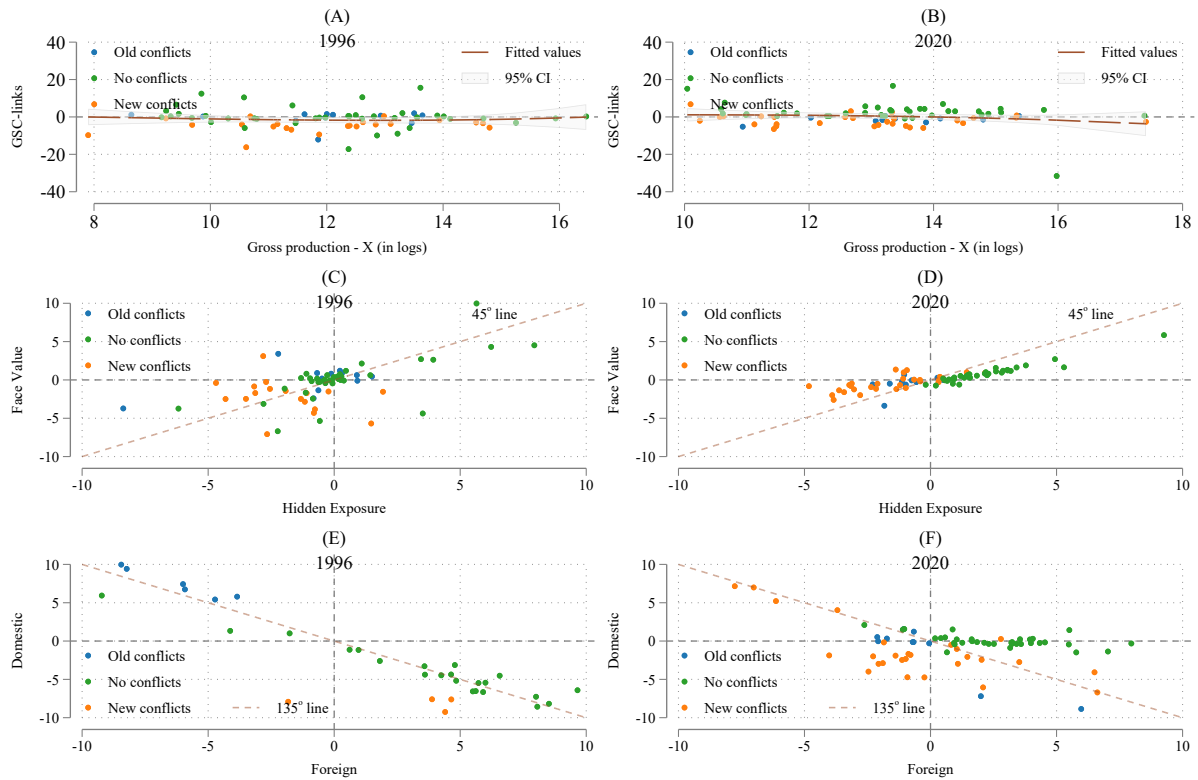 (A)
1996
40
20
0
-20
-40
GSC-links
Old conflicts
No conflicts
New conflicts
Fitted values
95% CI
8
10
12
14
16
Gross production - X (in logs)
(B)
2020
40
20
0
-20
-40
GSC-links
Old conflicts
No conflicts
New conflicts
Fitted values
95% CI
10
12
14
16
18
Gross production - X (in logs)
(C)
1996
10
5
0
-5
-10
Face Value
Old conflicts
No conflicts
New conflicts
45° line
-10
-5
0
5
10
Hidden Exposure
(D)
2020
10
5
0
-5
-10
Face Value
Old conflicts
No conflicts
New conflicts
45° line
-10
-5
0
5
10
Hidden Exposure
(E)
1996
10
5
0
-5
-10
Domestic
Old conflicts
No conflicts
New conflicts
135° line
-10
-5
0
5
10
Foreign
(F)
2020
10
5
0
-5
-10
Domestic
Old conflicts
No conflicts
New conflicts
135° line
-10
-5
0
5
10
Foreign